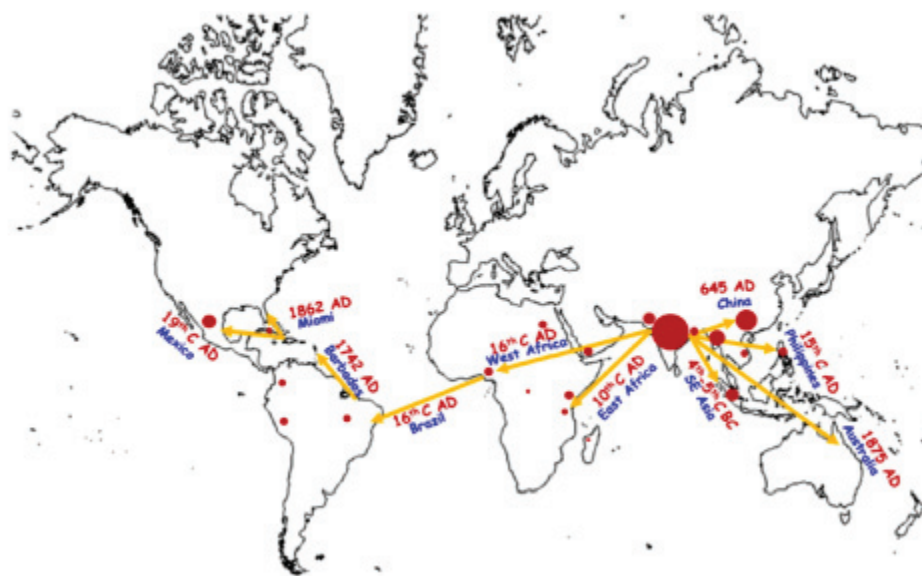 1862 AD
Miami
19th C AD
Mexico
1742 AD
Barbados
16th C AD
Brazil
16th C AD
West Africa
10th C AD
East Africa
645 AD
China
4th-5th C BC
SE Asia
15th C AD
Philippines
1875 AD
Australia